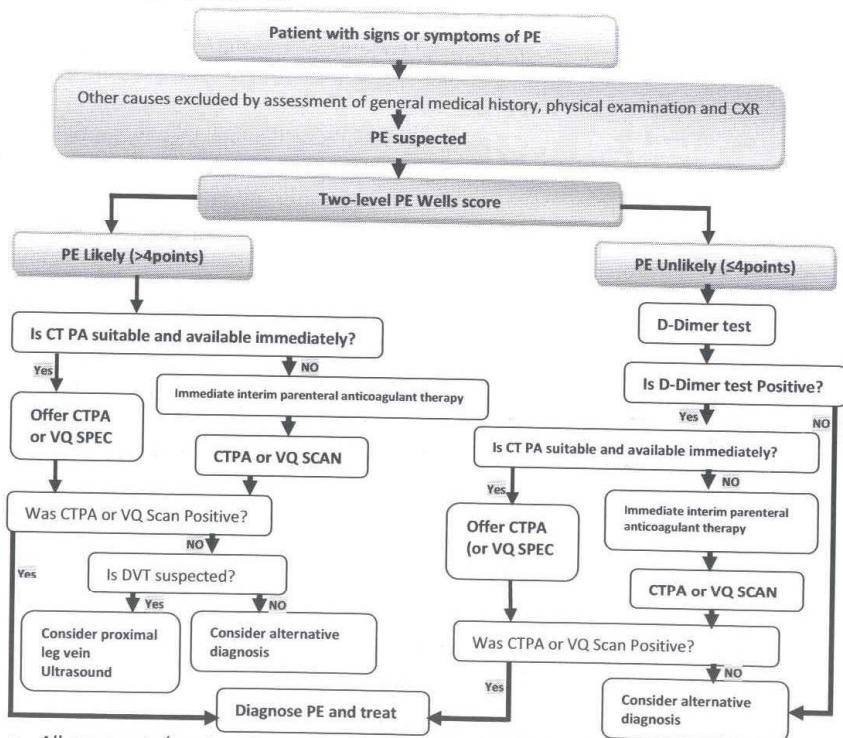 Patient with signs or symptoms of PE
Other causes excluded by assessment of general medical history, physical examination and CXR
PE suspected
Two-level PE Wells score
PE Likely (>4points)
PE Unlikely (≤4points)
Is CT PA suitable and available immediately?
D-Dimer test
Yes
NO
Is D-Dimer test Positive?
Immediate interim parenteral anticoagulant therapy
Yes
NO
Offer CTPA
or VQ SPEC
CTPA or VQ SCAN
Is CT PA suitable and available immediately?
Yes
NO
Was CTPA or VQ Scan Positive?
Offer CTPA
(or VQ SPEC
Immediate interim parenteral
anticoagulant therapy
Yes
NO
Is DVT suspected?
CTPA or VQ SCAN
Yes
NO
Consider proximal
leg vein
Ultrasound
Consider alternative
diagnosis
Was CTPA or VQ Scan Positive?
Yes
NO
Diagnose PE and treat
Consider alternative
diagnosis